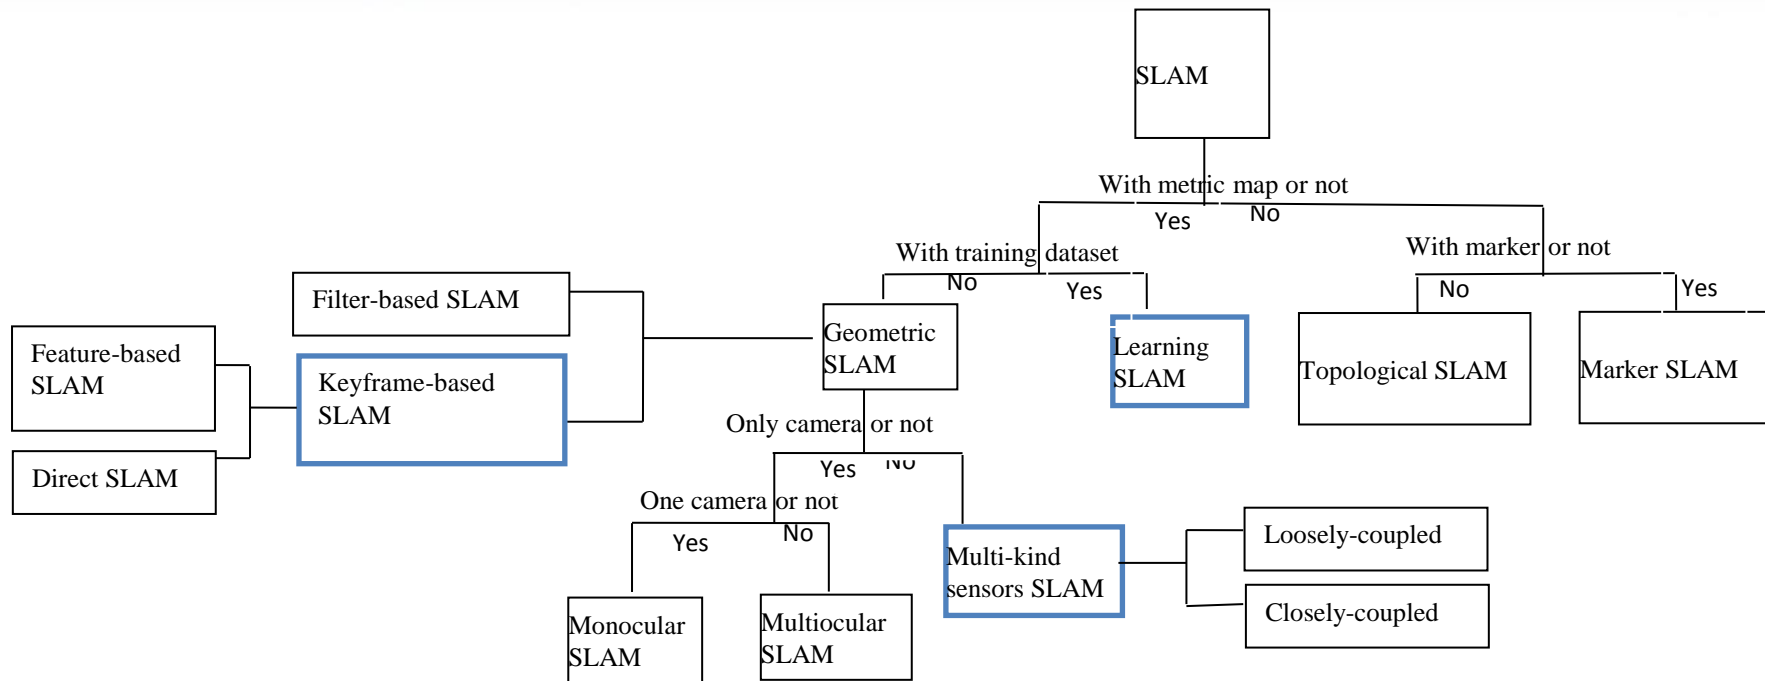 SLAM
With metric map or not
Yes
No
With training dataset
With marker or not
No
Yes
No
Yes
Filter-based SLAM
Geometric
SLAM
Learning
SLAM
Topological SLAM
Marker SLAM
Feature-based
SLAM
Keyframe-based
SLAM
Direct SLAM
Only camera or not
Yes
No
One camera or not
Yes
No
Multi-kind
sensors SLAM
Loosely-coupled
Closely-coupled
Monocular
SLAM
Multiocular
SLAM